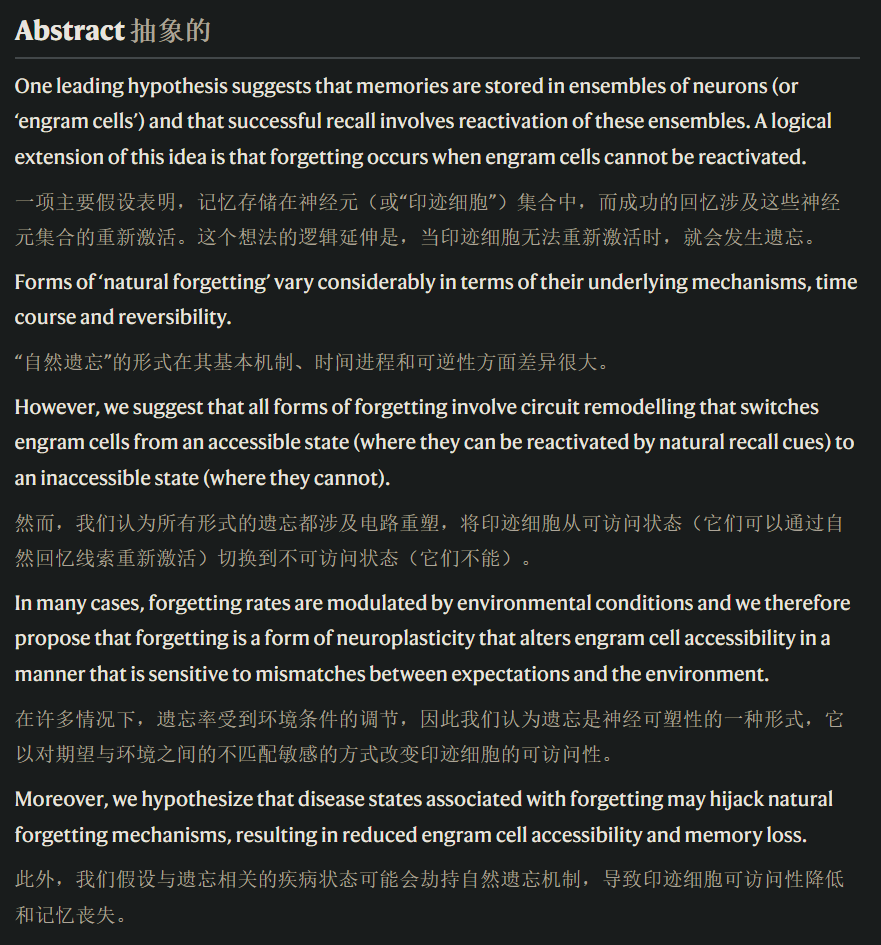 Abstract 抽象的
One leading hypothesis suggests that memories are stored in ensembles of neurons (or
‘engram cells’) and that successful recall involves reactivation of these ensembles. A logical
extension of this idea is that forgetting occurs when engram cells cannot be reactivated.
一项主要假设表明，记忆存储在神经元（或“印迹细胞”）集合中，而成功的回忆涉及这些神经
元集合的重新激活。这个想法的逻辑延伸是，当印迹细胞无法重新激活时，就会发生遗忘。
Forms of ‘natural forgetting’ vary considerably in terms of their underlying mechanisms, time
course and reversibility.
“自然遗忘”的形式在其基本机制、时间进程和可逆性方面差异很大。
However, we suggest that all forms of forgetting involve circuit remodelling that switches
engram cells from an accessible state (where they can be reactivated by natural recall cues) to
an inaccessible state (where they cannot).
然而，我们认为所有形式的遗忘都涉及电路重塑，将印迹细胞从可访问状态（它们可以通过自
然回忆线索重新激活）切换到不可访问状态（它们不能）。
In many cases, forgetting rates are modulated by environmental conditions and we therefore
propose that forgetting is a form of neuroplasticity that alters engram cell accessibility in a
manner that is sensitive to mismatches between expectations and the environment.
在许多情况下，遗忘率受到环境条件的调节，因此我们认为遗忘是神经可塑性的一种形式，它
以对期望与环境之间的不匹配敏感的方式改变印迹细胞的可访问性。
Moreover, we hypothesize that disease states associated with forgetting may hijack natural
forgetting mechanisms, resulting in reduced engram cell accessibility and memory loss.
此外，我们假设与遗忘相关的疾病状态可能会劫持自然遗忘机制，导致印迹细胞可访问性降低
和记忆丧失。